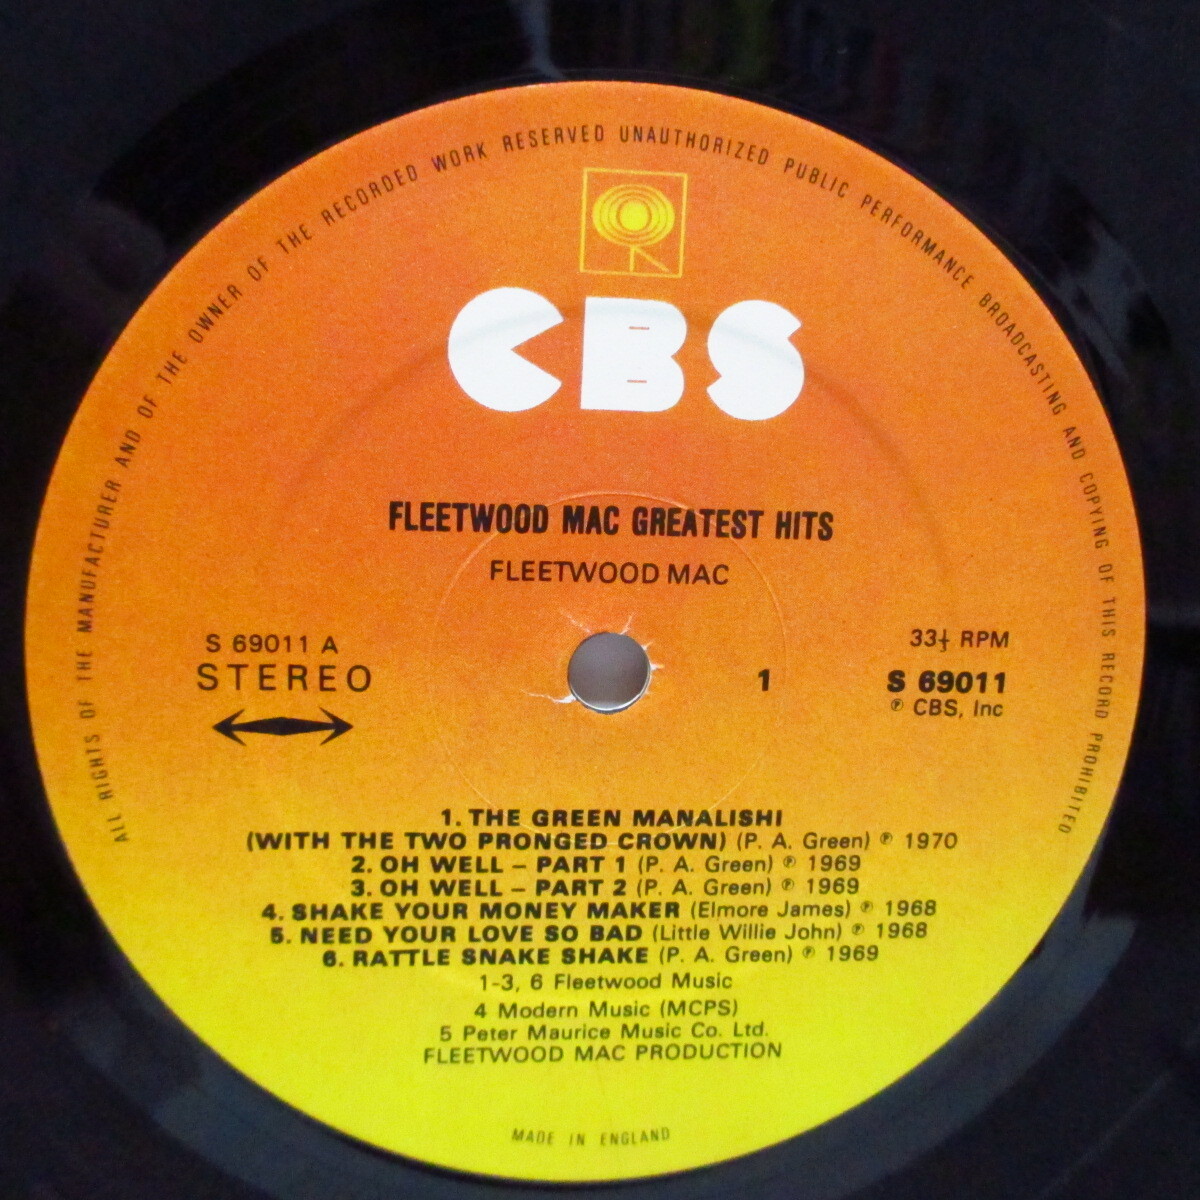 ALL RIGHTS OF THE MANUFACTURER AND OF THE OWNER OF THE RECORDED WORK RESERVED UNAUTHORIZED PUBLIC PERFORMANCE BROADCASTING AND COPYING OF THIS RECORD PROHIBITED
CBS
FLEETWOOD MAC GREATEST HITS
FLEETWOOD MAC
S 69011 A
STEREO
1
33⅓ RPM
S 69011
℗ CBS, Inc
1. THE GREEN MANALISHI
(WITH THE TWO PRONGED CROWN) (P. A. Green) ℗ 1970
2. OH WELL – PART 1 (P. A. Green) ℗ 1969
3. OH WELL – PART 2 (P. A. Green) ℗ 1969
4. SHAKE YOUR MONEY MAKER (Elmore James) ℗ 1968
5. NEED YOUR LOVE SO BAD (Little Willie John) ℗ 1968
6. RATTLE SNAKE SHAKE (P. A. Green) ℗ 1969
1-3, 6 Fleetwood Music
4 Modern Music (MCPS)
5 Peter Maurice Music Co. Ltd.
FLEETWOOD MAC PRODUCTION
MADE IN ENGLAND